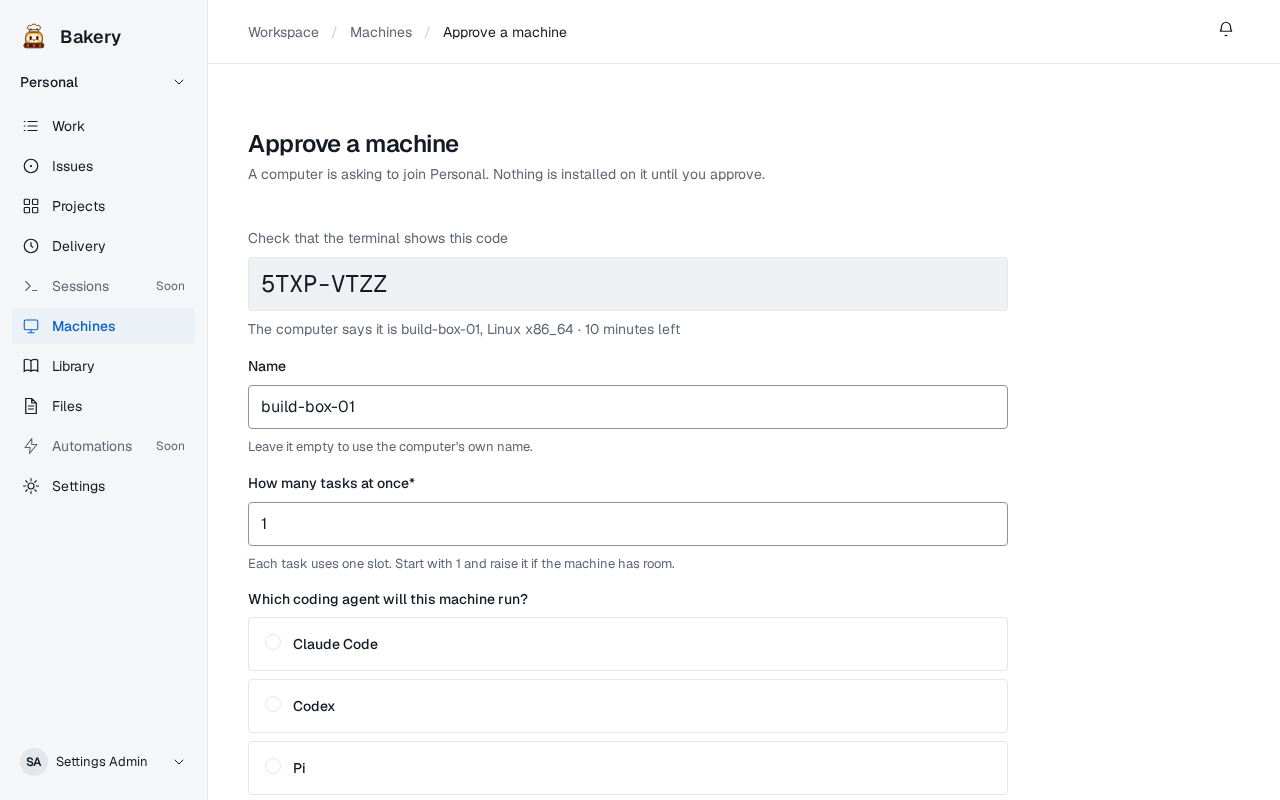 Bakery
Personal
Work
Issues
Projects
Delivery
Sessions Soon
Machines
Library
Files
Automations Soon
Settings
SA Settings Admin
Workspace / Machines / Approve a machine
Approve a machine
A computer is asking to join Personal. Nothing is installed on it until you approve.
Check that the terminal shows this code
5TXP-VTZZ
The computer says it is build-box-01, Linux x86_64 · 10 minutes left
Name
build-box-01
Leave it empty to use the computer's own name.
How many tasks at once*
1
Each task uses one slot. Start with 1 and raise it if the machine has room.
Which coding agent will this machine run?
Claude Code
Codex
Pi